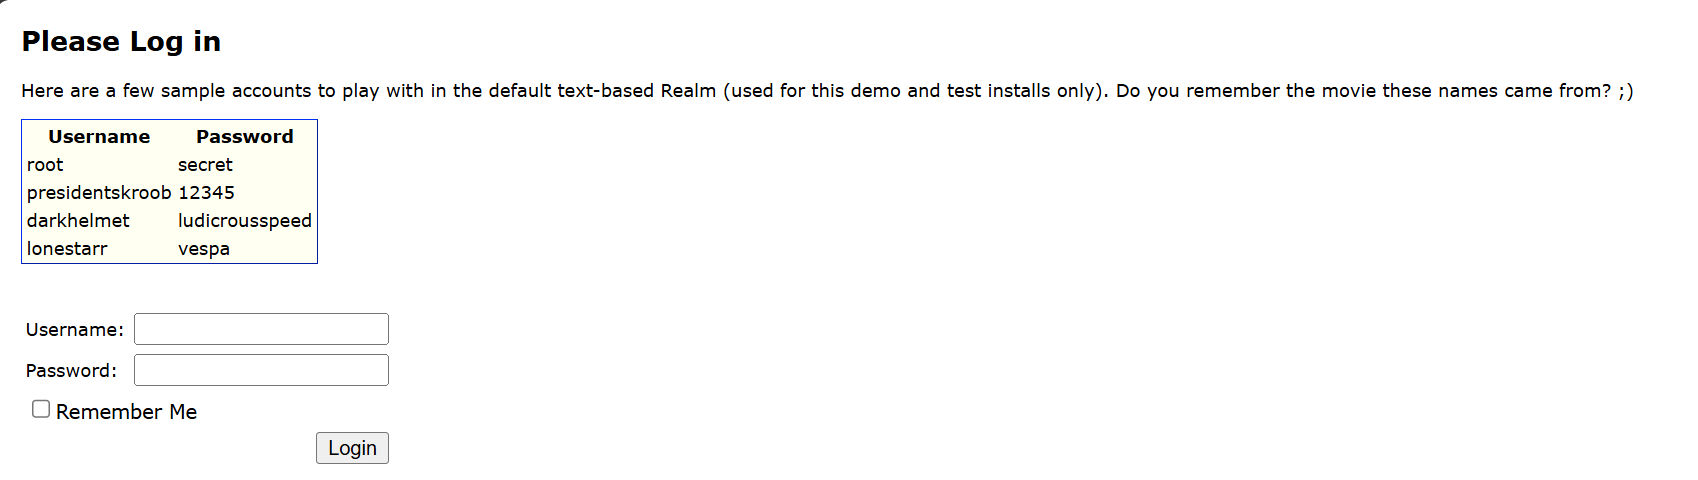 Please Log in
Here are a few sample accounts to play with in the default text-based Realm (used for this demo and test installs only). Do you remember the movie these names came from? ;)
Username Password
root secret
presidentskroob 12345
darkhelmet ludicrousspeed
lonestarr vespa
Username:
Password:
Remember Me
Login